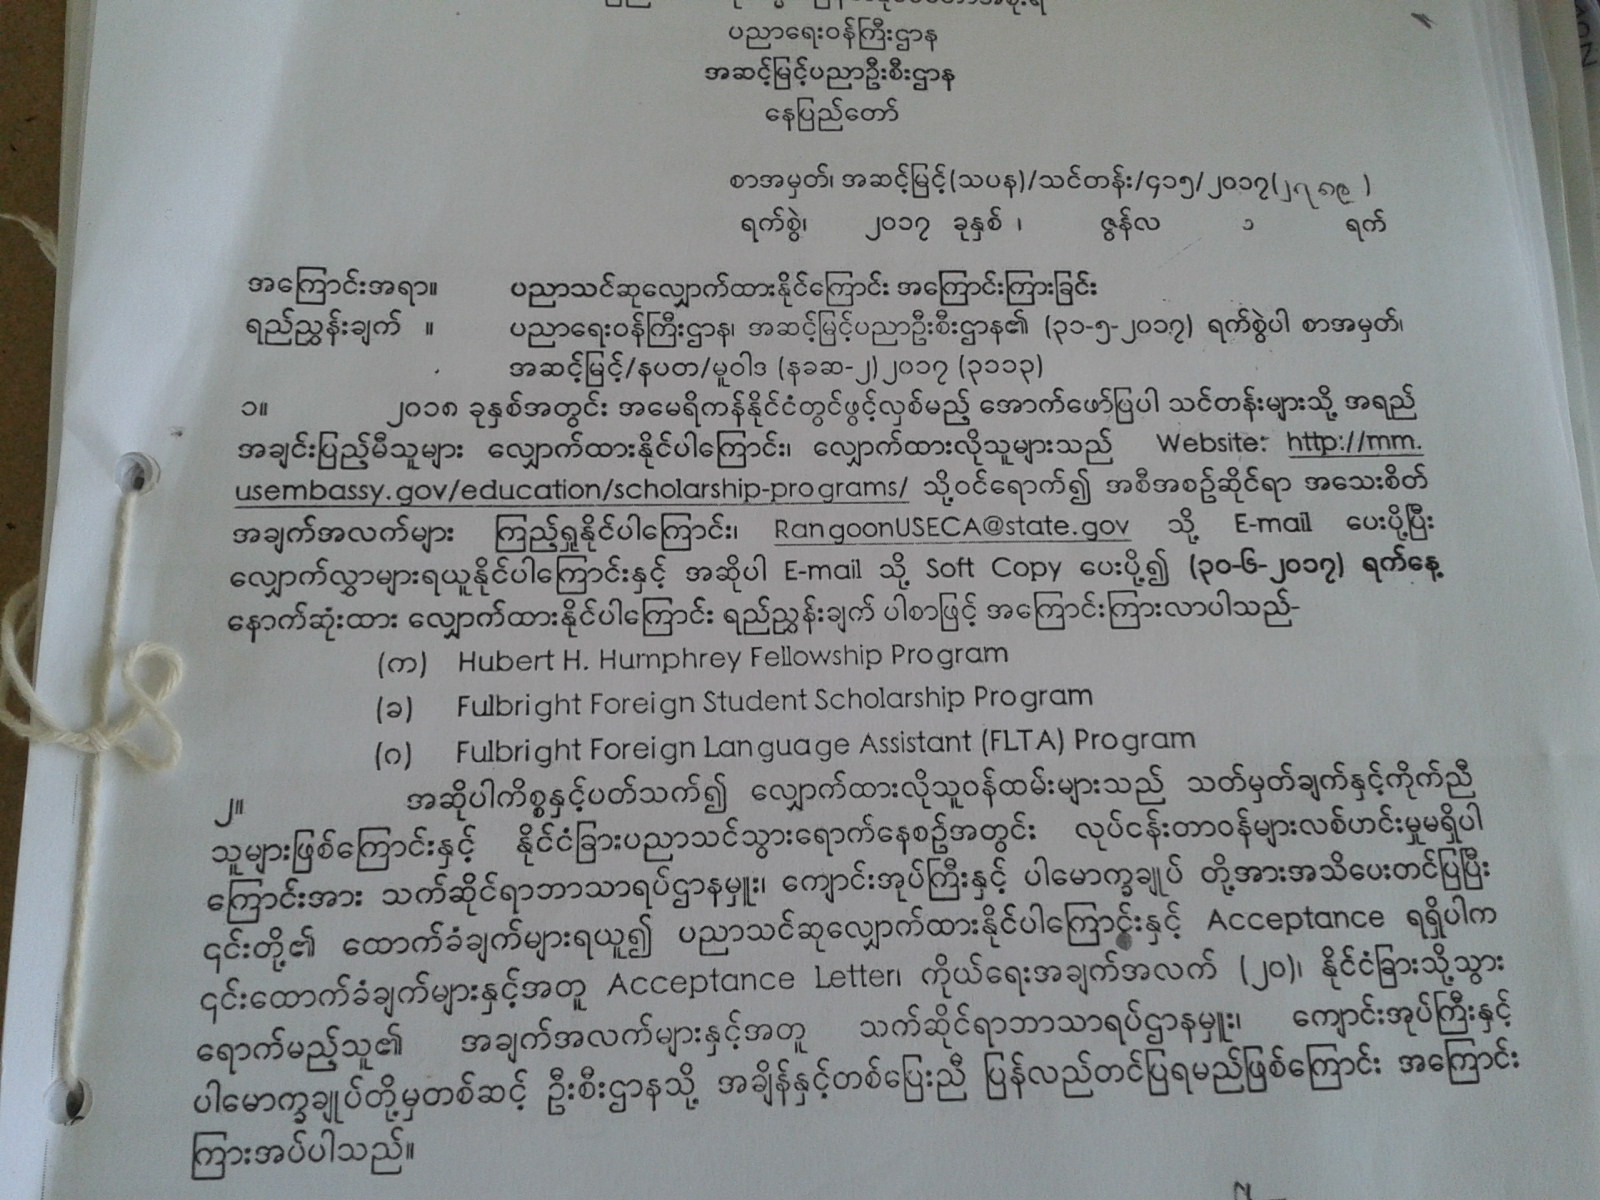 ပညာရေးဝန်ကြီးဌာန
အဆင့်မြင့်ပညာဦးစီးဌာန
နေပြည်တော်
စာအမှတ်၊ အဆင့်မြင့်(သပန)/သင်တန်း/၄၁၅/၂၀၁၇(၂၇၈၉ )
ရက်စွဲ၊ ၂၀၁၇ ခုနှစ် ၊ ဇွန်လ ၁ ရက်
အကြောင်းအရာ။ ပညာသင်ဆုလျှောက်ထားနိုင်ကြောင်း အကြောင်းကြားခြင်း
ရည်ညွှန်းချက် ။ ပညာရေးဝန်ကြီးဌာန၊ အဆင့်မြင့်ပညာဦးစီးဌာန၏ (၃၁-၅-၂၀၁၇) ရက်စွဲပါ စာအမှတ်၊
အဆင့်မြင့်/နပတ/မူဝါဒ (နခဆ-၂)၂၀၁၇ (၃၁၁၃)
၁။ ၂၀၁၈ ခုနှစ်အတွင်း အမေရိကန်နိုင်ငံတွင်ဖွင့်လှစ်မည့် အောက်ဖော်ပြပါ သင်တန်းများသို့ အရည်
အချင်းပြည့်မီသူများ လျှောက်ထားနိုင်ပါကြောင်း၊ လျှောက်ထားလိုသူများသည် Website: http://mm.
usembassy.gov/education/scholarship-programs/ သို့ဝင်ရောက်၍ အစီအစဉ်ဆိုင်ရာ အသေးစိတ်
အချက်အလက်များ ကြည့်ရှုနိုင်ပါကြောင်း၊ RangoonUSECA@state.gov သို့ E-mail ပေးပို့ပြီး
လျှောက်လွှာများရယူနိုင်ပါကြောင်းနှင့် အဆိုပါ E-mail သို့ Soft Copy ပေးပို့၍ (၃၀-၆-၂၀၁၇) ရက်နေ့
နောက်ဆုံးထား လျှောက်ထားနိုင်ပါကြောင်း ရည်ညွှန်းချက် ပါစာဖြင့် အကြောင်းကြားလာပါသည်-
(က) Hubert H. Humphrey Fellowship Program
(ခ) Fulbright Foreign Student Scholarship Program
(ဂ) Fulbright Foreign Language Assistant (FLTA) Program
၂။ အဆိုပါကိစ္စနှင့်ပတ်သက်၍ လျှောက်ထားလိုသူဝန်ထမ်းများသည် သတ်မှတ်ချက်နှင့်ကိုက်ညီ
သူများဖြစ်ကြောင်းနှင့် နိုင်ငံခြားပညာသင်သွားရောက်နေစဉ်အတွင်း လုပ်ငန်းတာဝန်များလစ်ဟင်းမှုမရှိပါ
ကြောင်းအား သက်ဆိုင်ရာဘာသာရပ်ဌာနမှူး၊ ကျောင်းအုပ်ကြီးနှင့် ပါမောက္ခချုပ် တို့အားအသိပေးတင်ပြပြီး
၎င်းတို့၏ ထောက်ခံချက်များရယူ၍ ပညာသင်ဆုလျှောက်ထားနိုင်ပါကြောင်းနှင့် Acceptance ရရှိပါက
၎င်းထောက်ခံချက်များနှင့်အတူ Acceptance Letter၊ ကိုယ်ရေးအချက်အလက် (၂၀)၊ နိုင်ငံခြားသို့သွား
ရောက်မည့်သူ၏ အချက်အလက်များနှင့်အတူ သက်ဆိုင်ရာဘာသာရပ်ဌာနမှူး၊ ကျောင်းအုပ်ကြီးနှင့်
ပါမောက္ခချုပ်တို့မှတစ်ဆင့် ဦးစီးဌာနသို့ အချိန်နှင့်တစ်ပြေးညီ ပြန်လည်တင်ပြရမည်ဖြစ်ကြောင်း အကြောင်း
ကြားအပ်ပါသည်။